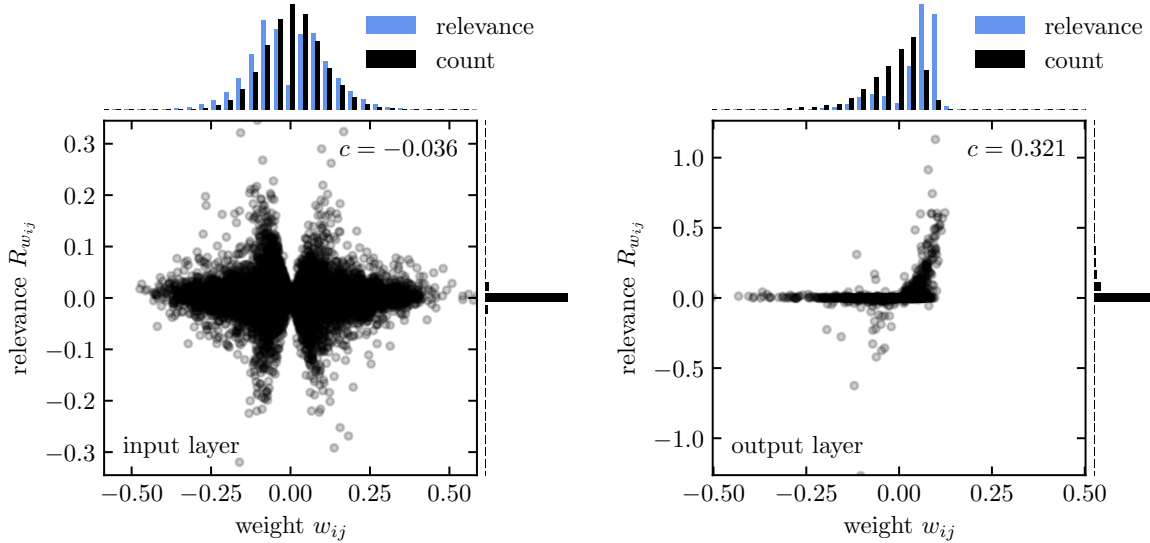 relevance
count
c = −0.036
0.3
0.2
0.1
0.0
−0.1
−0.2
−0.3
relevance R_{w_{ij}}
input layer
−0.50 −0.25 0.00 0.25 0.50
weight w_{ij}
relevance
count
c = 0.321
1.0
0.5
0.0
−0.5
−1.0
relevance R_{w_{ij}}
output layer
−0.50 −0.25 0.00 0.25 0.50
weight w_{ij}